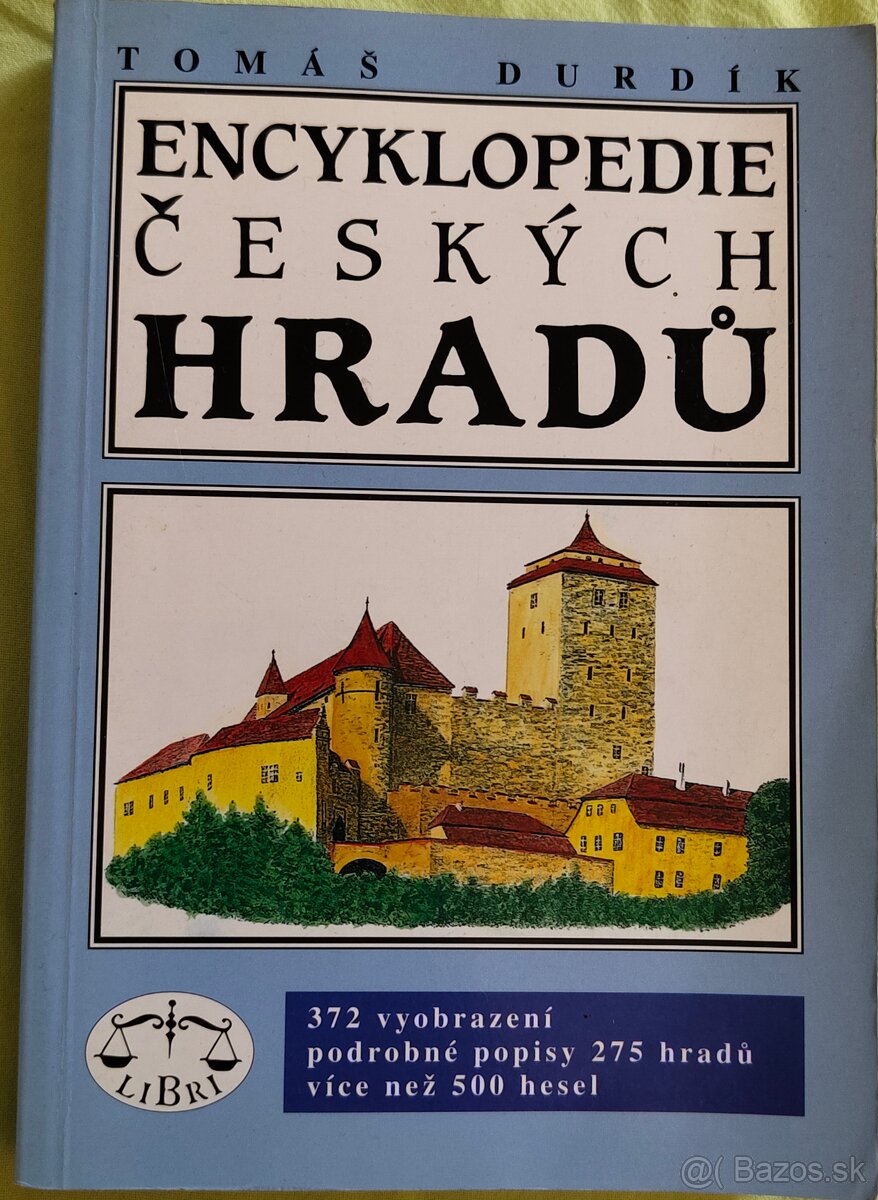 TOMÁŠ DURDÍK
ENCYKLOPEDIE
ČESKÝCH
HRADŮ
372 vyobrazení
podrobné popisy 275 hradů
více než 500 hesel
LIBRI
@( Bazos.sk